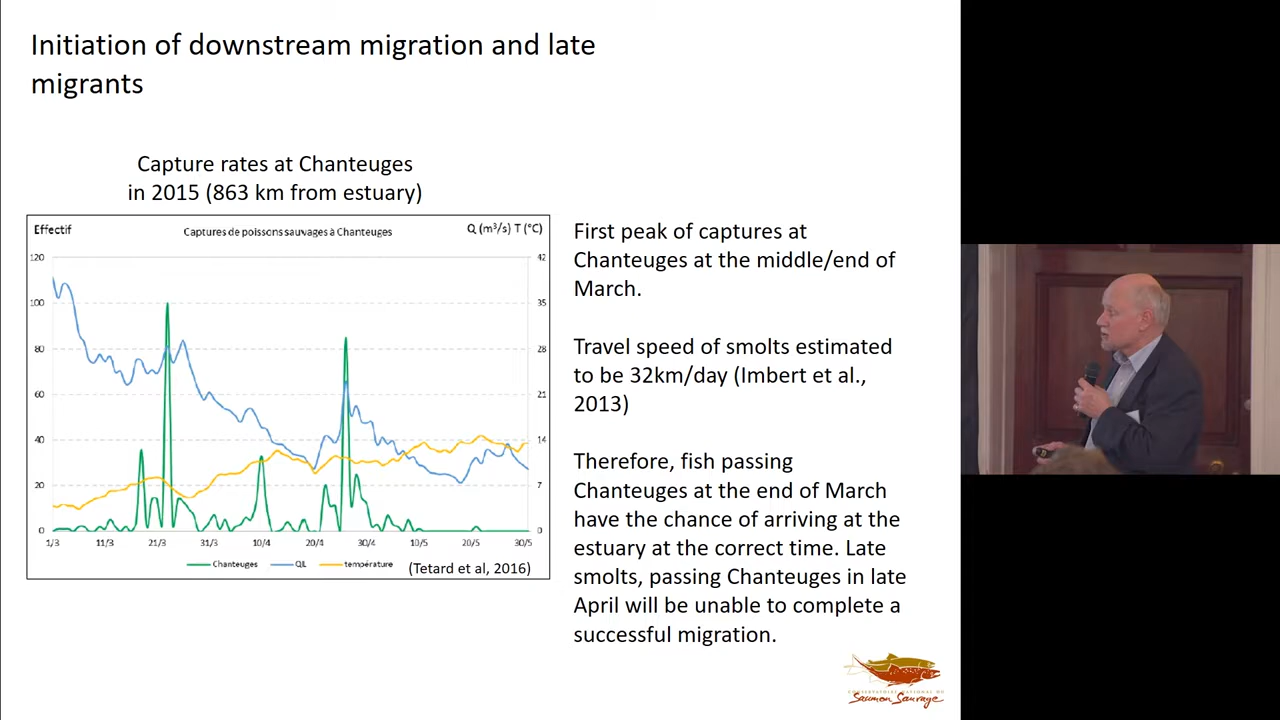 Initiation of downstream migration and late
migrants
Capture rates at Chanteuges
in 2015 (863 km from estuary)
Effectif
Captures de poissons sauvages à Chanteuges
Q (m³/s) T (°C)
120
100
80
60
40
20
0
42
35
28
21
14
7
0
1/3 11/3 21/3 31/3 10/4 20/4 30/4 10/5 20/5 30/5
Chanteuges QIL température
(Tetard et al, 2016)
First peak of captures at
Chanteuges at the middle/end of
March.
Travel speed of smolts estimated
to be 32km/day (Imbert et al.,
2013)
Therefore, fish passing
Chanteuges at the end of March
have the chance of arriving at the
estuary at the correct time. Late
smolts, passing Chanteuges in late
April will be unable to complete a
successful migration.
CONSERVATOIRE NATIONAL DU
Saumon Sauvage